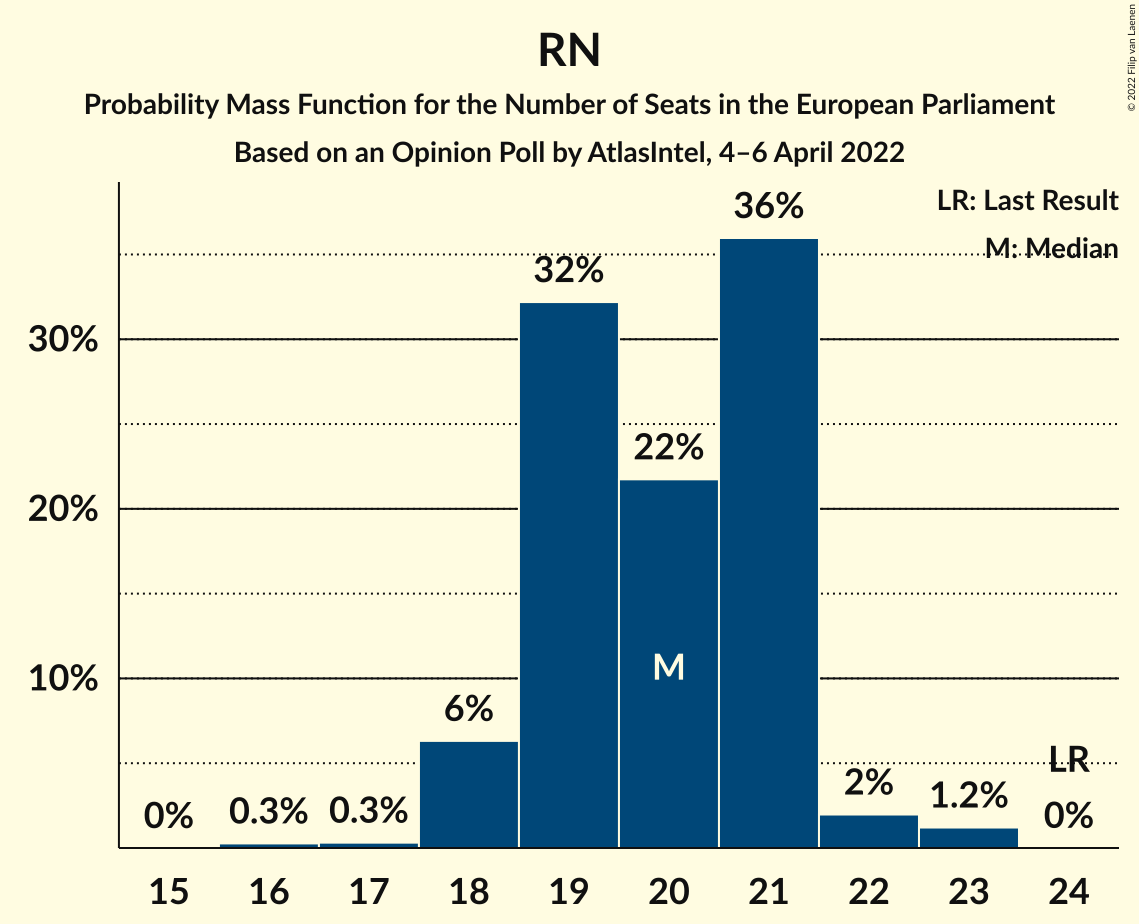 RN
Probability Mass Function for the Number of Seats in the European Parliament
Based on an Opinion Poll by AtlasIntel, 4–6 April 2022
© 2022 Filip van Laenen
LR: Last Result
M: Median
36%
32%
30%
22%
20%
M
10%
6%
LR
2%
1.2%
0%
0.3%
0.3%
0%
15 16 17 18 19 20 21 22 23 24